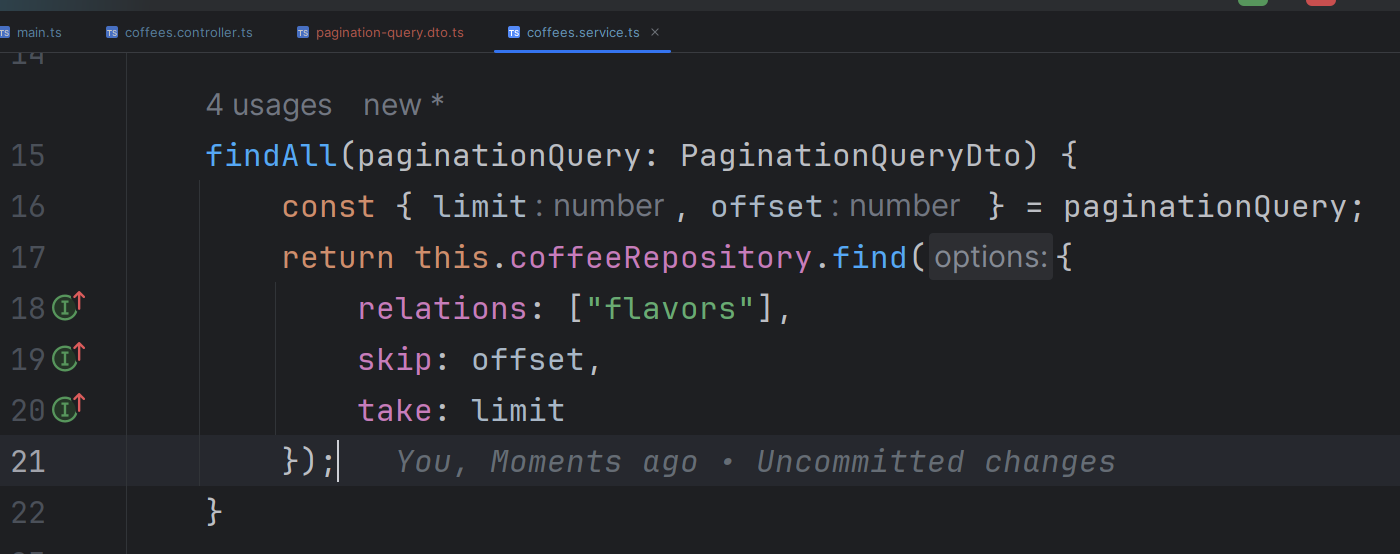 TS main.ts TS coffees.controller.ts TS pagination-query.dto.ts TS coffees.service.ts ×
14
4 usages new *
15 findAll(paginationQuery: PaginationQueryDto) {
16 const { limit : number , offset : number } = paginationQuery;
17 return this.coffeeRepository.find( options: {
18 relations: ["flavors"],
19 skip: offset,
20 take: limit
21 }); You, Moments ago • Uncommitted changes
22 }